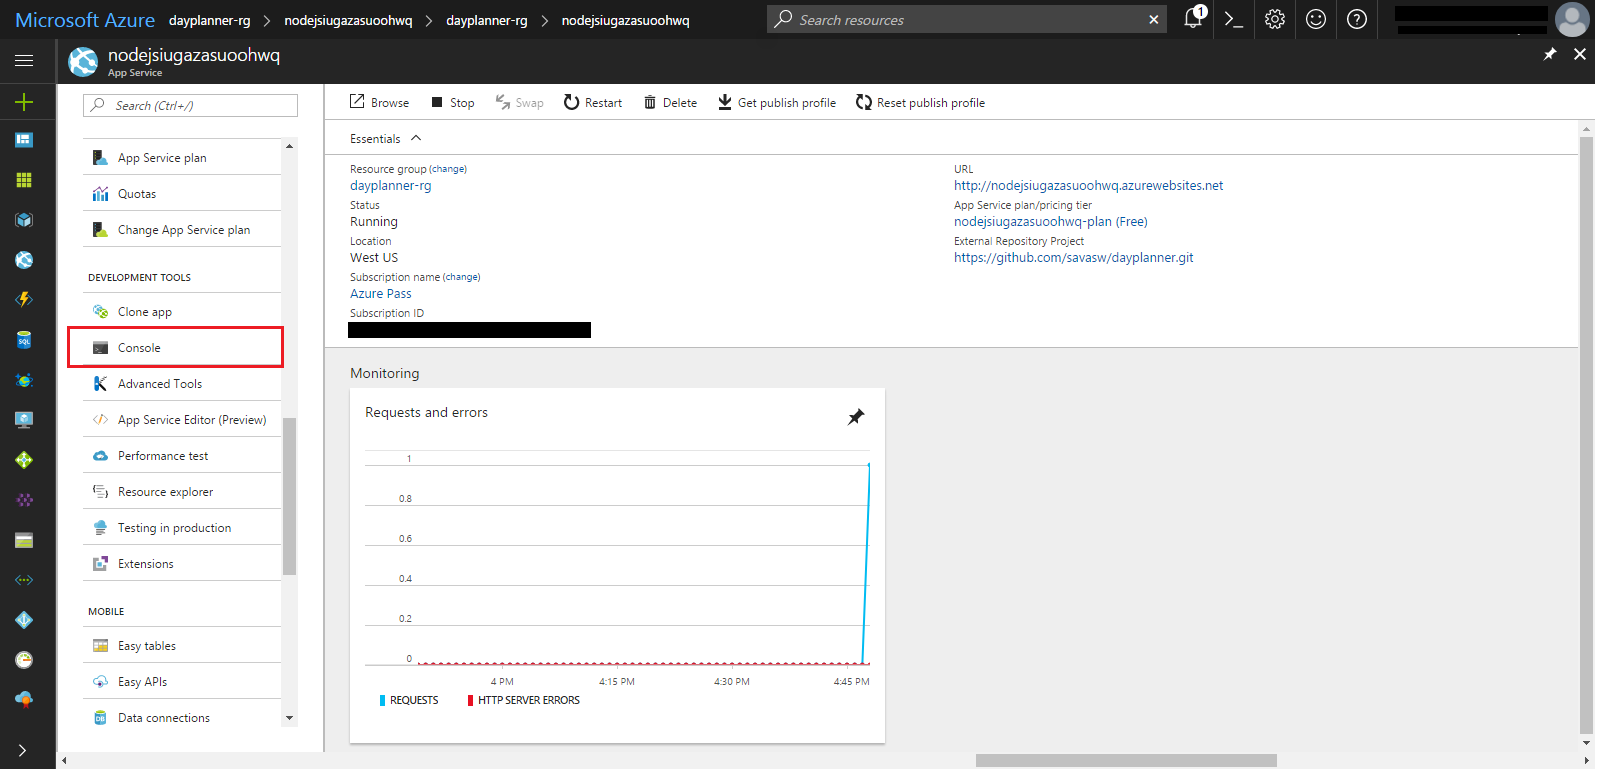 Microsoft Azure dayplanner-rg > nodejsiugazasuoohwq > dayplanner-rg > nodejsiugazasuoohwq
Search resources
1
nodejsiugazasuoohwq
App Service
Search (Ctrl+/)
App Service plan
Quotas
Change App Service plan
DEVELOPMENT TOOLS
Clone app
Console
Advanced Tools
App Service Editor (Preview)
Performance test
Resource explorer
Testing in production
Extensions
MOBILE
Easy tables
Easy APIs
Data connections
Browse Stop Swap Restart Delete Get publish profile Reset publish profile
Essentials
Resource group (change)
dayplanner-rg
Status
Running
Location
West US
Subscription name (change)
Azure Pass
Subscription ID
URL
http://nodejsiugazasuoohwq.azurewebsites.net
App Service plan/pricing tier
nodejsiugazasuoohwq-plan (Free)
External Repository Project
https://github.com/savasw/dayplanner.git
Monitoring
Requests and errors
1
0.8
0.6
0.4
0.2
0
4 PM 4:15 PM 4:30 PM 4:45 PM
REQUESTS HTTP SERVER ERRORS